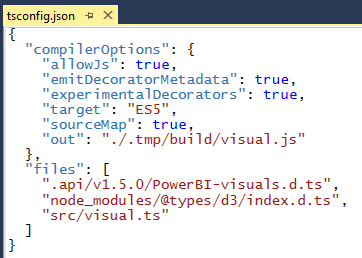 tsconfig.json
{
  "compilerOptions": {
    "allowJs": true,
    "emitDecoratorMetadata": true,
    "experimentalDecorators": true,
    "target": "ES5",
    "sourceMap": true,
    "out": "./.tmp/build/visual.js"
  },
  "files": [
    ".api/v1.5.0/PowerBI-visuals.d.ts",
    "node_modules/@types/d3/index.d.ts",
    "src/visual.ts"
  ]
}